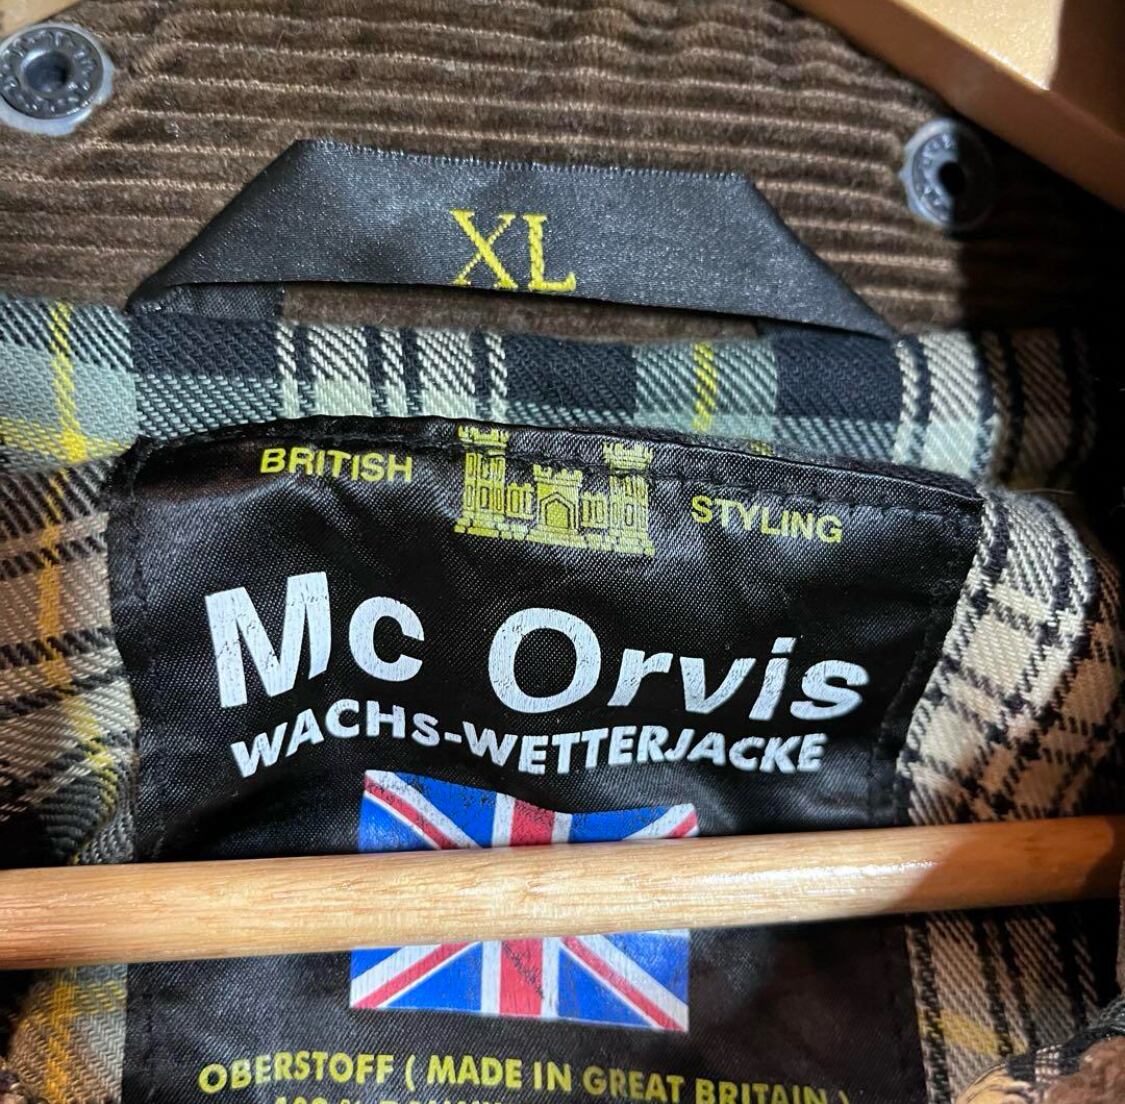 XL
BRITISH STYLING
Mc Orvis
WACHS-WETTERJACKE
OBERSTOFF ( MADE IN GREAT BRITAIN )